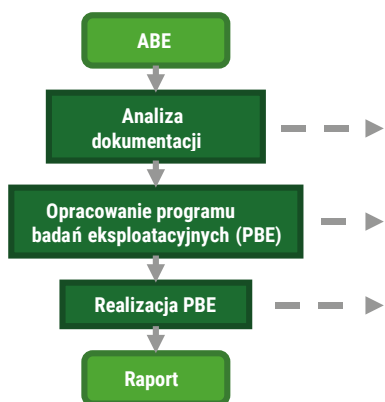 ABE
Analiza
dokumentacji
Opracowanie programu
badań eksploatacyjnych (PBE)
Realizacja PBE
Raport